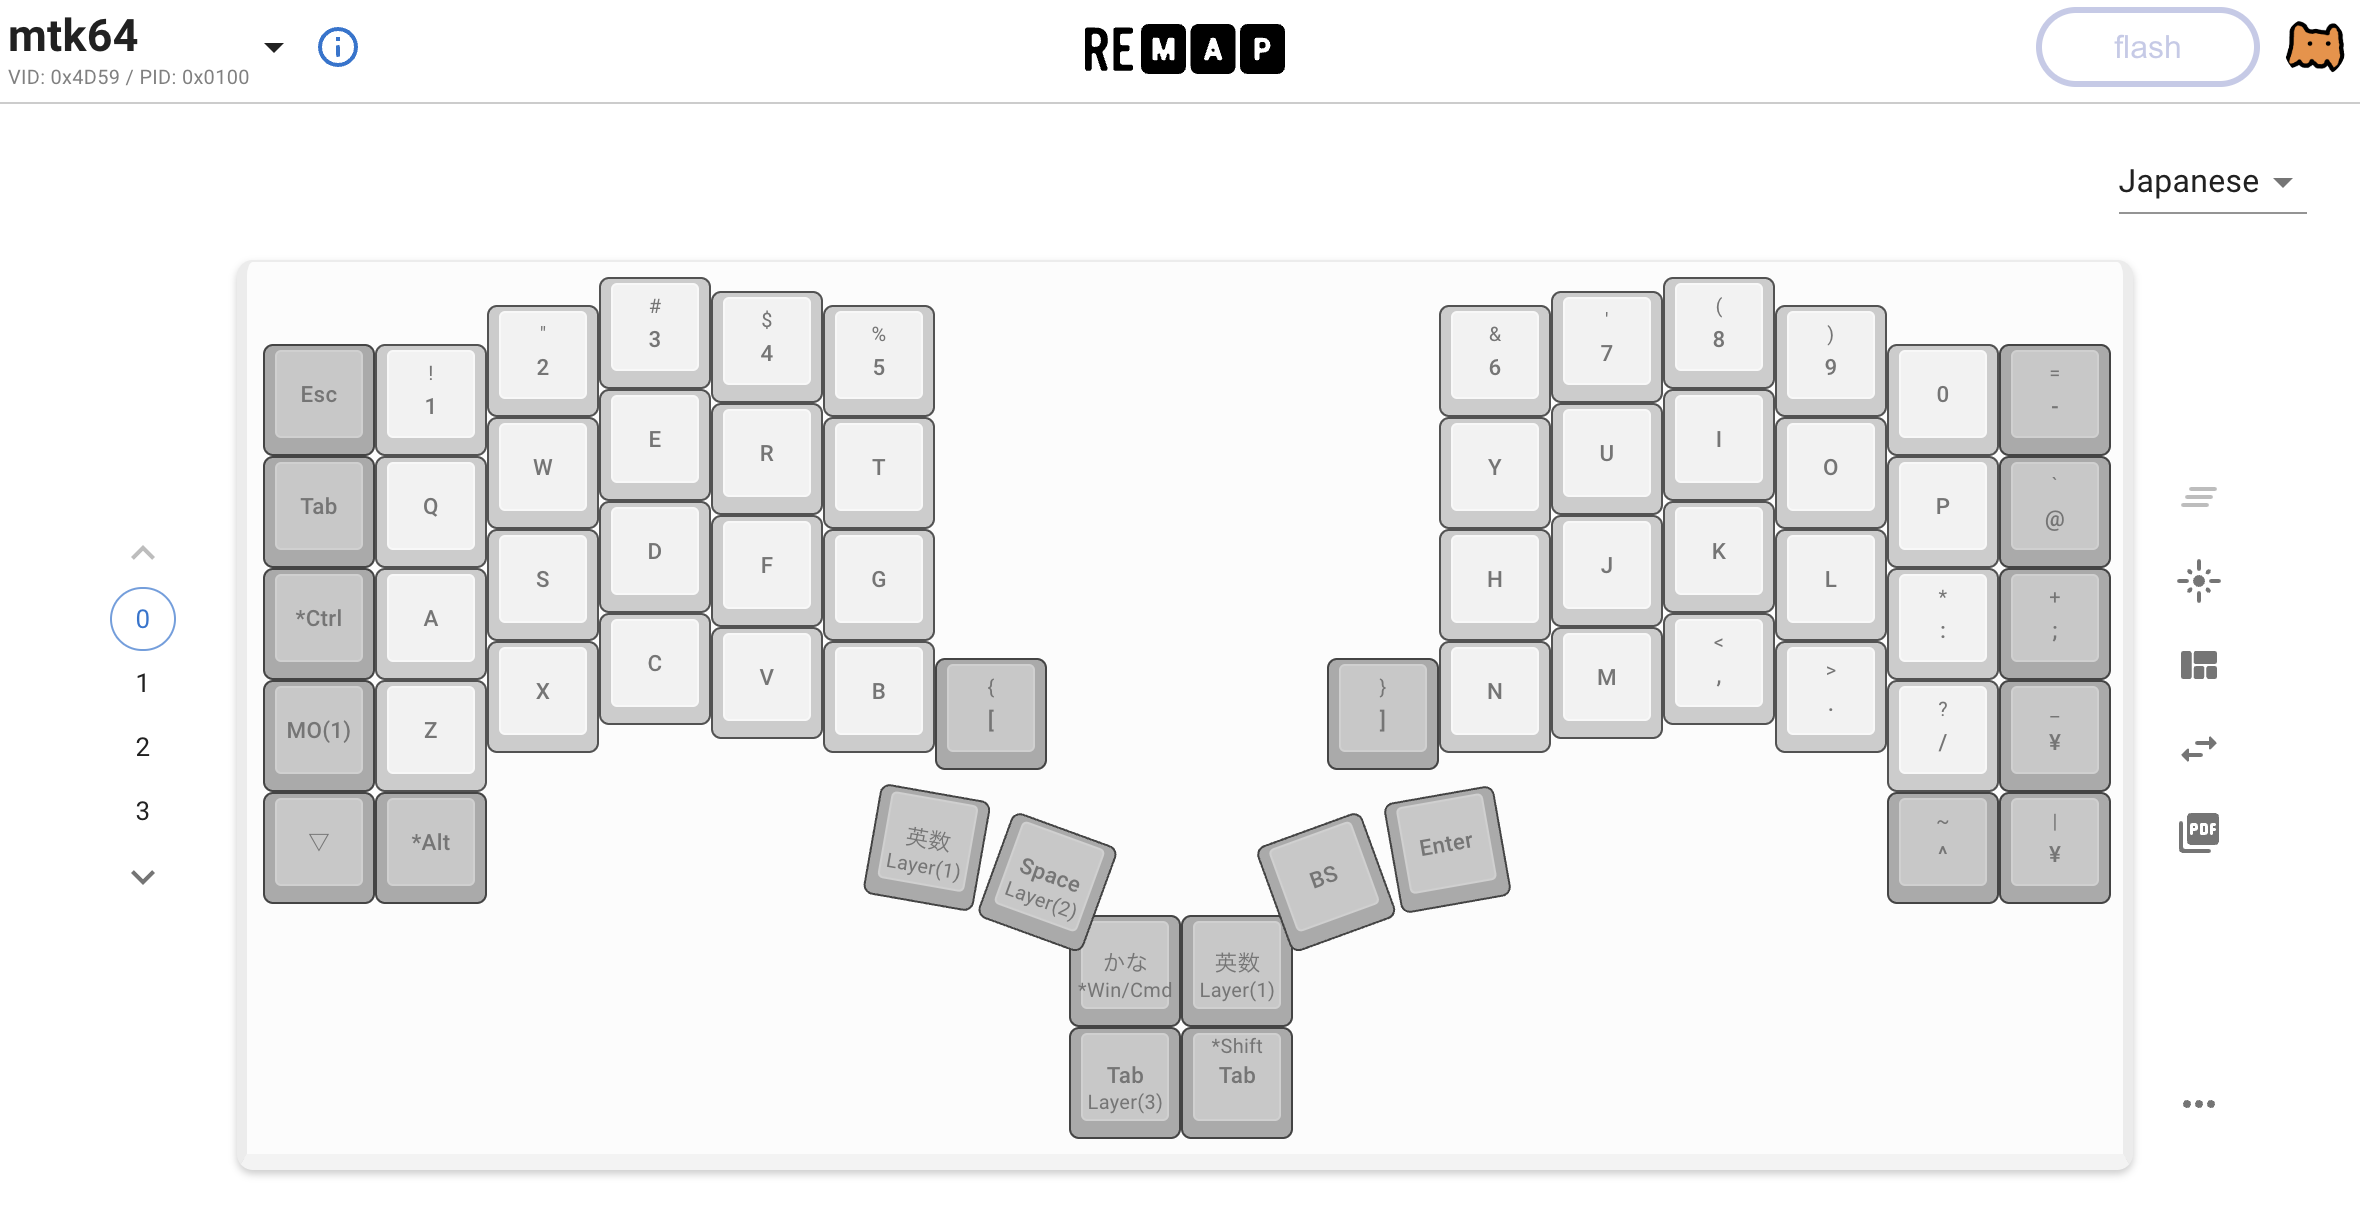 mtk64
VID: 0x4D59 / PID: 0x0100
REMAP
flash
Japanese
0
1
2
3
Esc
! 1
" 2
# 3
$ 4
% 5
& 6
' 7
( 8
) 9
0
= -
Tab
Q
W
E
R
T
Y
U
I
O
P
` @
*Ctrl
A
S
D
F
G
H
J
K
L
* :
+ ;
MO(1)
Z
X
C
V
B
{ [
} ]
N
M
< ,
> .
? /
_ ¥
▽
*Alt
英数
Layer(1)
Space
Layer(2)
BS
Enter
~ ^
| ¥
かな
*Win/Cmd
英数
Layer(1)
Tab
Layer(3)
*Shift
Tab
PDF